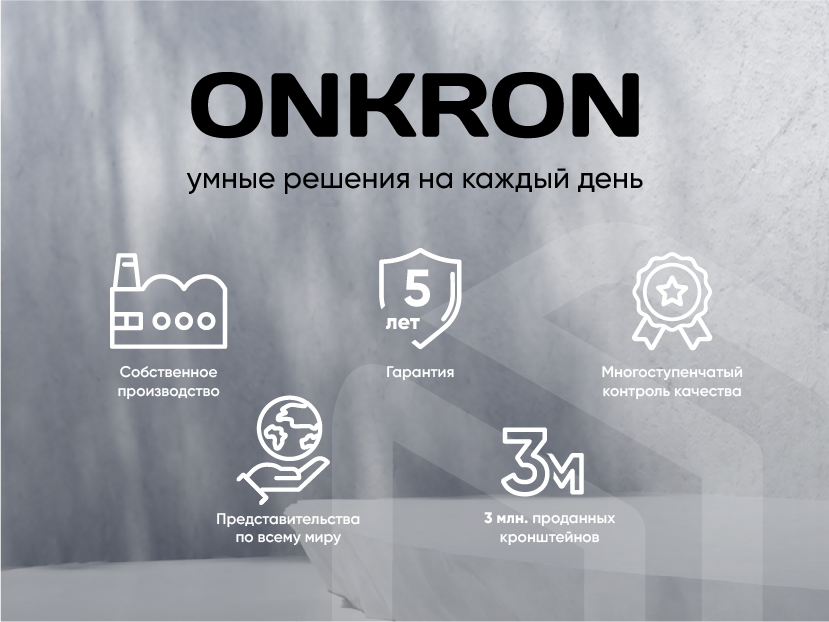 ONKRON
умные решения на каждый день
5
лет
Собственное
производство
Гарантия
Многоступенчатый
контроль качества
3м
Представительства
по всему миру
3 млн. проданных
кронштейнов